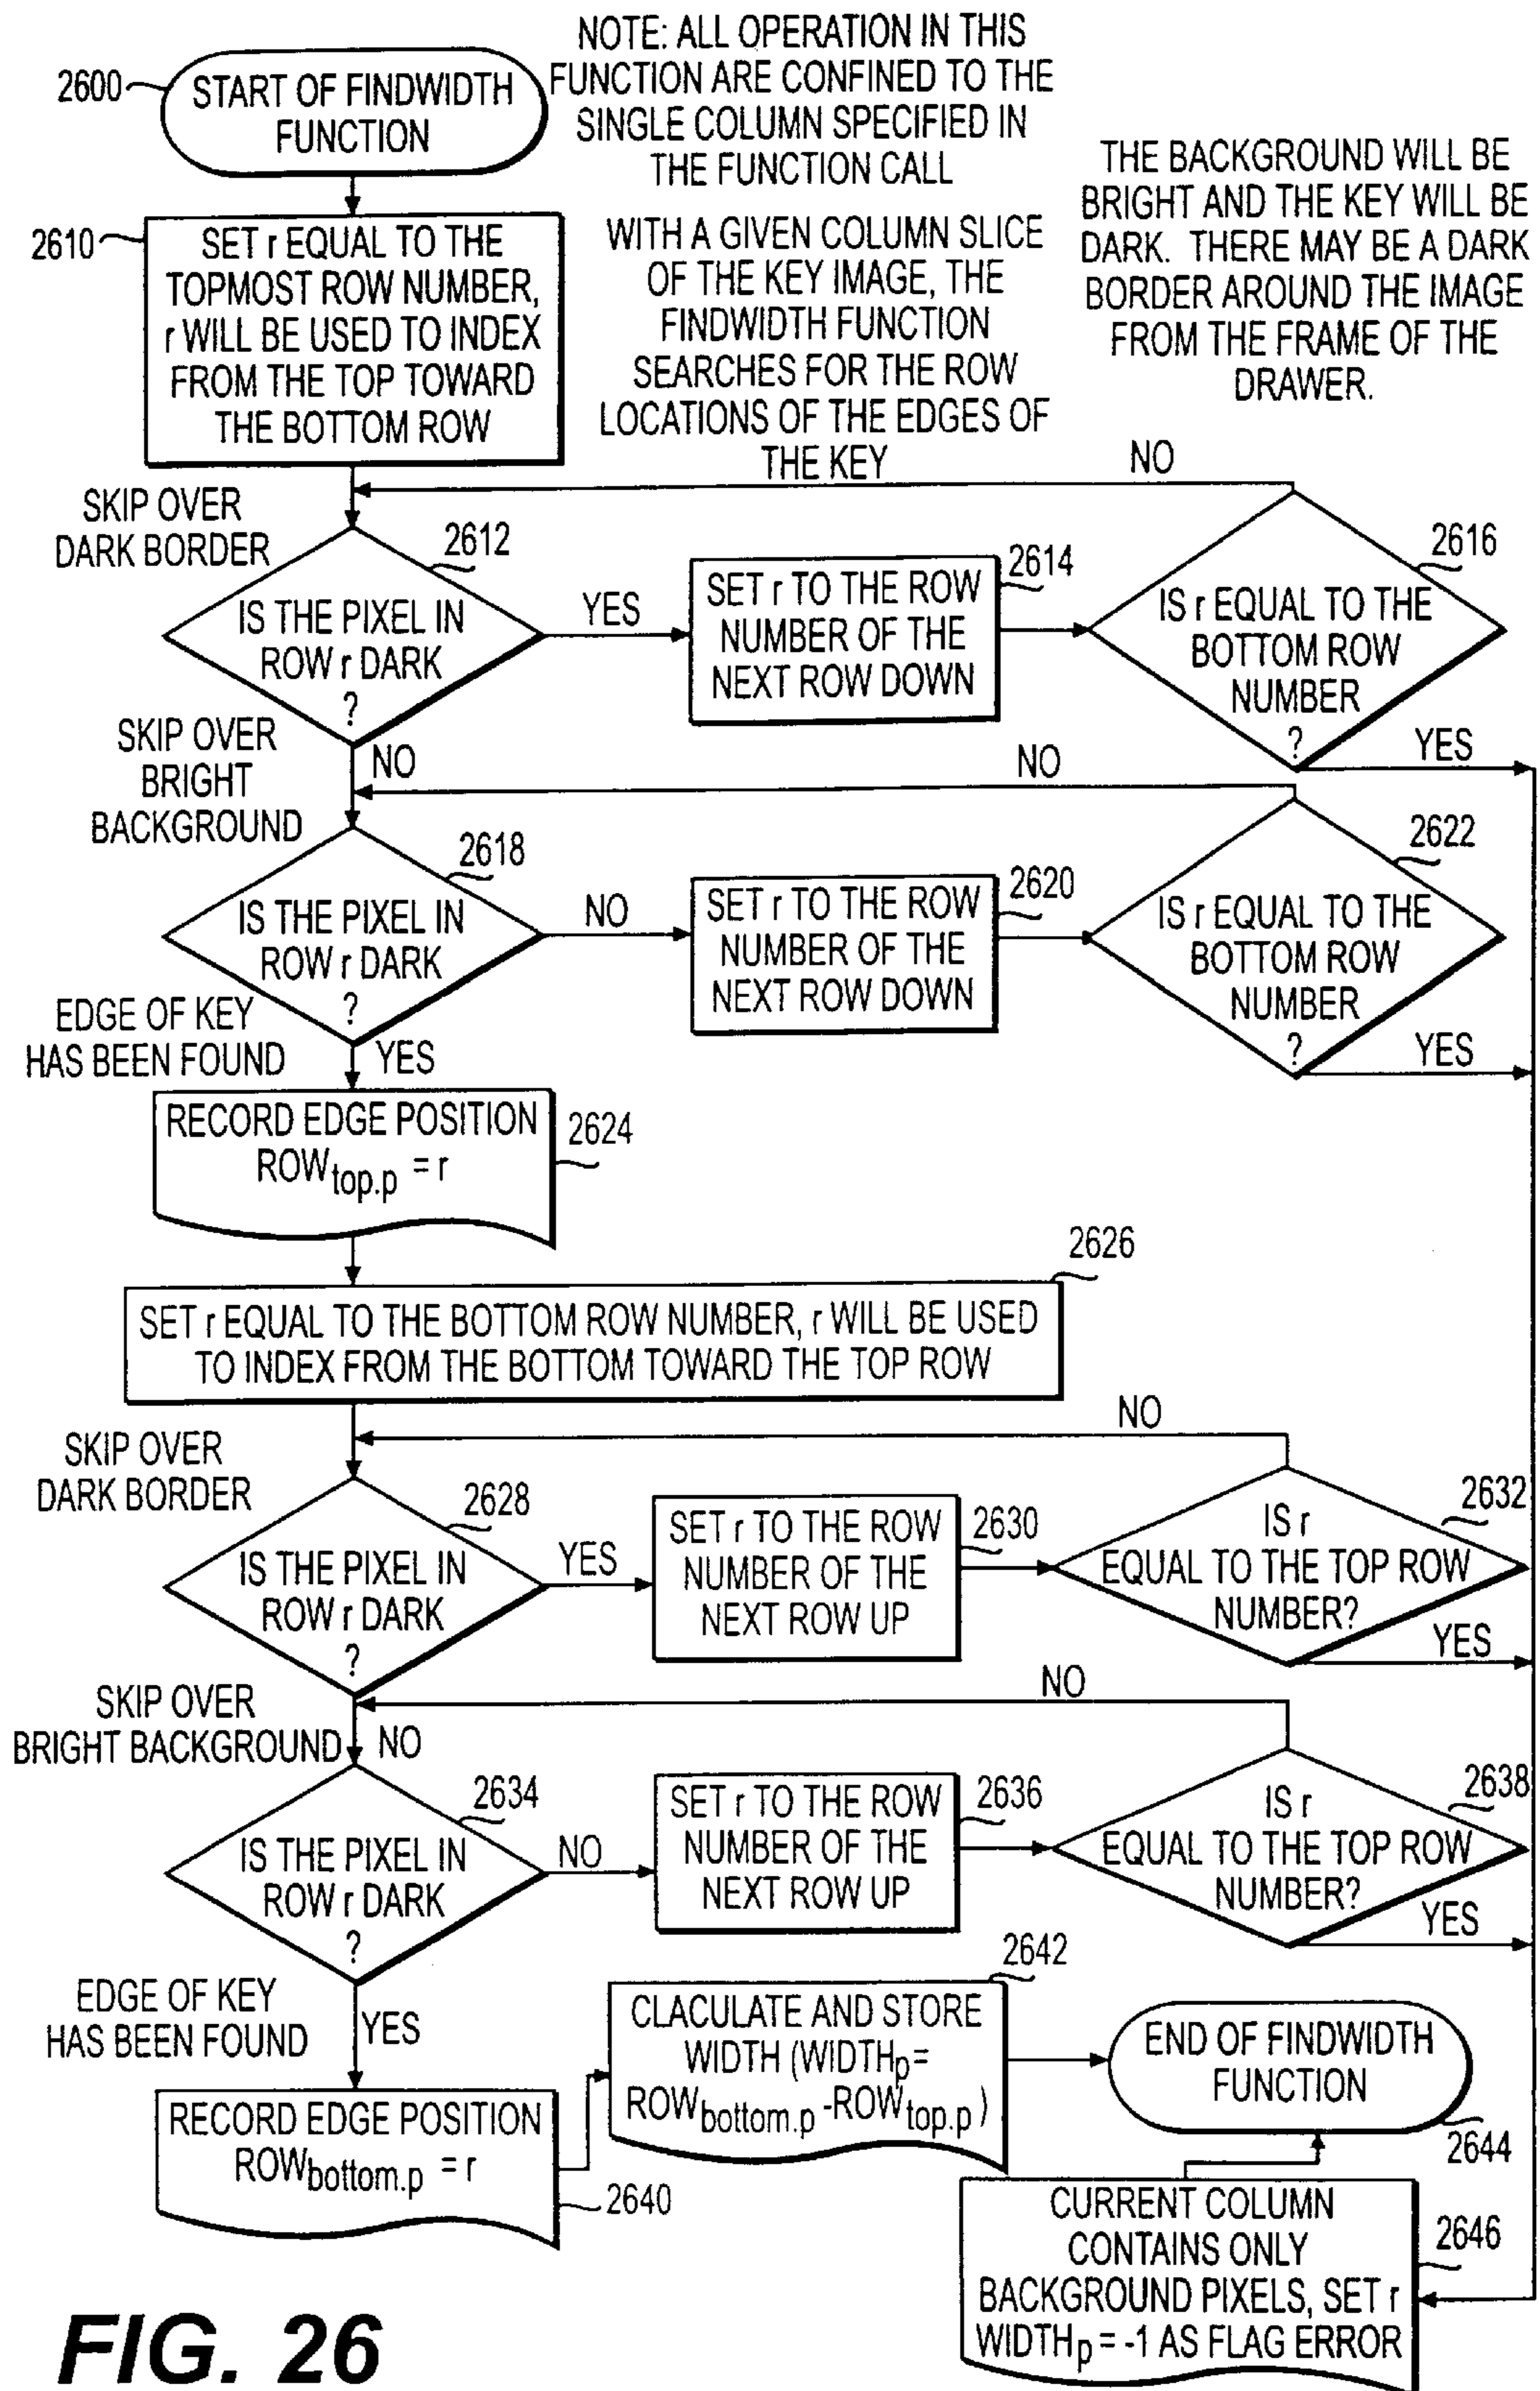 2600
START OF FINDWIDTH
FUNCTION
NOTE: ALL OPERATION IN THIS
FUNCTION ARE CONFINED TO THE
SINGLE COLUMN SPECIFIED IN
THE FUNCTION CALL
WITH A GIVEN COLUMN SLICE
OF THE KEY IMAGE, THE
FINDWIDTH FUNCTION
SEARCHES FOR THE ROW
LOCATIONS OF THE EDGES OF
THE KEY
THE BACKGROUND WILL BE
BRIGHT AND THE KEY WILL BE
DARK. THERE MAY BE A DARK
BORDER AROUND THE IMAGE
FROM THE FRAME OF THE
DRAWER.
2610
SET r EQUAL TO THE
TOPMOST ROW NUMBER,
r WILL BE USED TO INDEX
FROM THE TOP TOWARD
THE BOTTOM ROW
NO
SKIP OVER
DARK BORDER
2612
IS THE PIXEL IN
ROW r DARK
?
YES
2614
SET r TO THE ROW
NUMBER OF THE
NEXT ROW DOWN
2616
IS r EQUAL TO THE
BOTTOM ROW
NUMBER
?
YES
SKIP OVER
BRIGHT
BACKGROUND
NO
NO
2618
IS THE PIXEL IN
ROW r DARK
?
NO
2620
SET r TO THE ROW
NUMBER OF THE
NEXT ROW DOWN
2622
IS r EQUAL TO THE
BOTTOM ROW
NUMBER
?
YES
EDGE OF KEY
HAS BEEN FOUND
YES
RECORD EDGE POSITION
ROWtop.p = r
2624
2626
SET r EQUAL TO THE BOTTOM ROW NUMBER, r WILL BE USED
TO INDEX FROM THE BOTTOM TOWARD THE TOP ROW
NO
SKIP OVER
DARK BORDER
2628
IS THE PIXEL IN
ROW r DARK
?
YES
2630
SET r TO THE ROW
NUMBER OF THE
NEXT ROW UP
2632
IS r
EQUAL TO THE TOP ROW
NUMBER?
YES
SKIP OVER
BRIGHT BACKGROUND
NO
NO
2634
IS THE PIXEL IN
ROW r DARK
?
NO
2636
SET r TO THE ROW
NUMBER OF THE
NEXT ROW UP
2638
IS r
EQUAL TO THE TOP ROW
NUMBER?
YES
EDGE OF KEY
HAS BEEN FOUND
YES
RECORD EDGE POSITION
ROWbottom.p = r
2640
2642
CLACULATE AND STORE
WIDTH (WIDTHp=
ROWbottom.p -ROWtop.p)
END OF FINDWIDTH
FUNCTION
2644
CURRENT COLUMN
CONTAINS ONLY
BACKGROUND PIXELS, SET r
WIDTHp = -1 AS FLAG ERROR
2646
FIG. 26